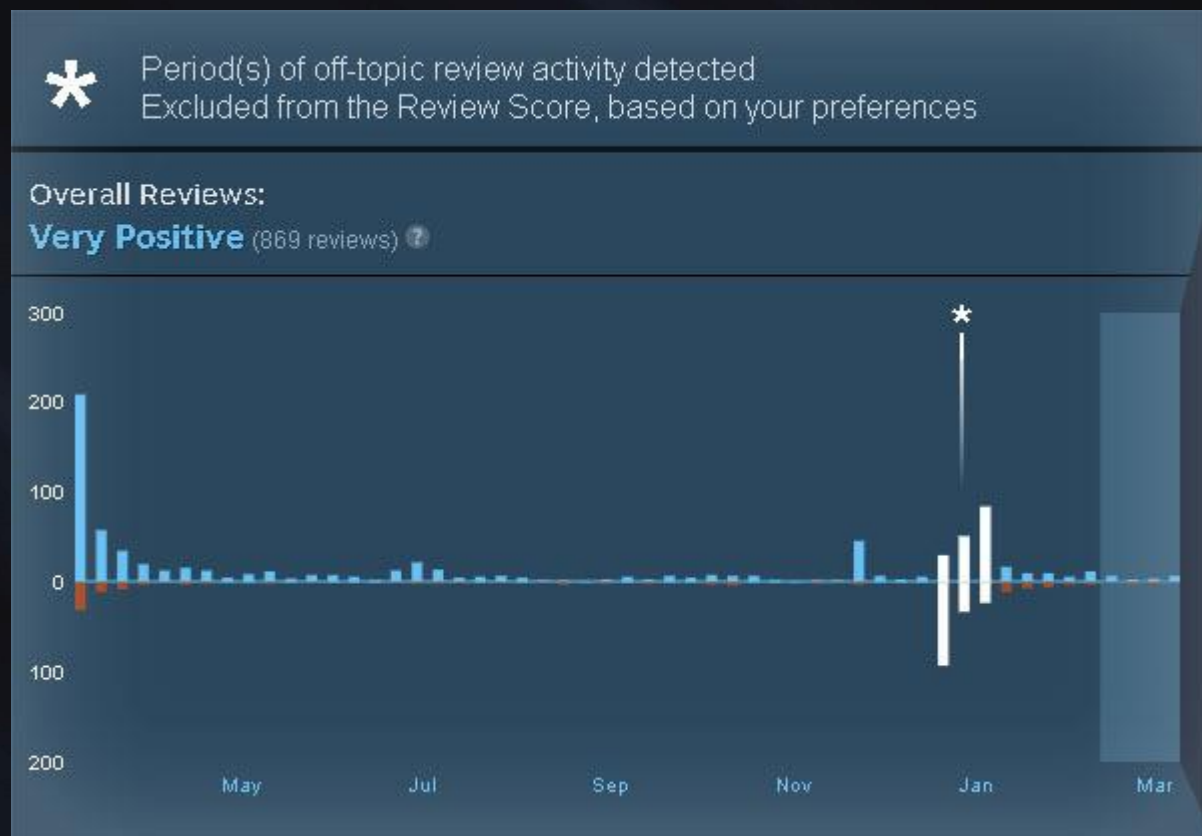 *
Period(s) of off-topic review activity detected
Excluded from the Review Score, based on your preferences
Overall Reviews:
Very Positive (869 reviews) ?
300
*
200
100
0
100
200
May Jul Sep Nov Jan Mar